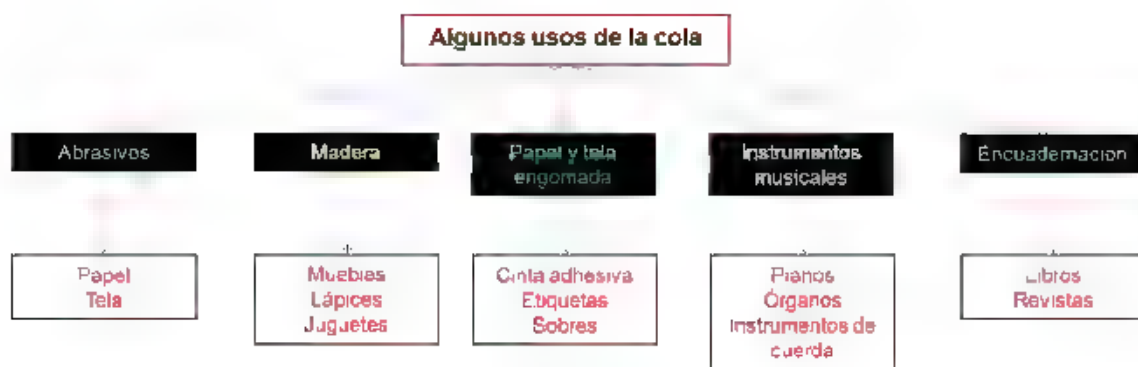 Algunos usos de la cola
Abrasivos
Madera
Papel y tela
engomada
Instrumentos
musicales
Encuadernación
Papel
Tela
Muebles
Lápices
Juguetes
Cinta adhesiva
Etiquetas
Sobres
Pianos
Órganos
Instrumentos de
cuerda
Libros
Revistas